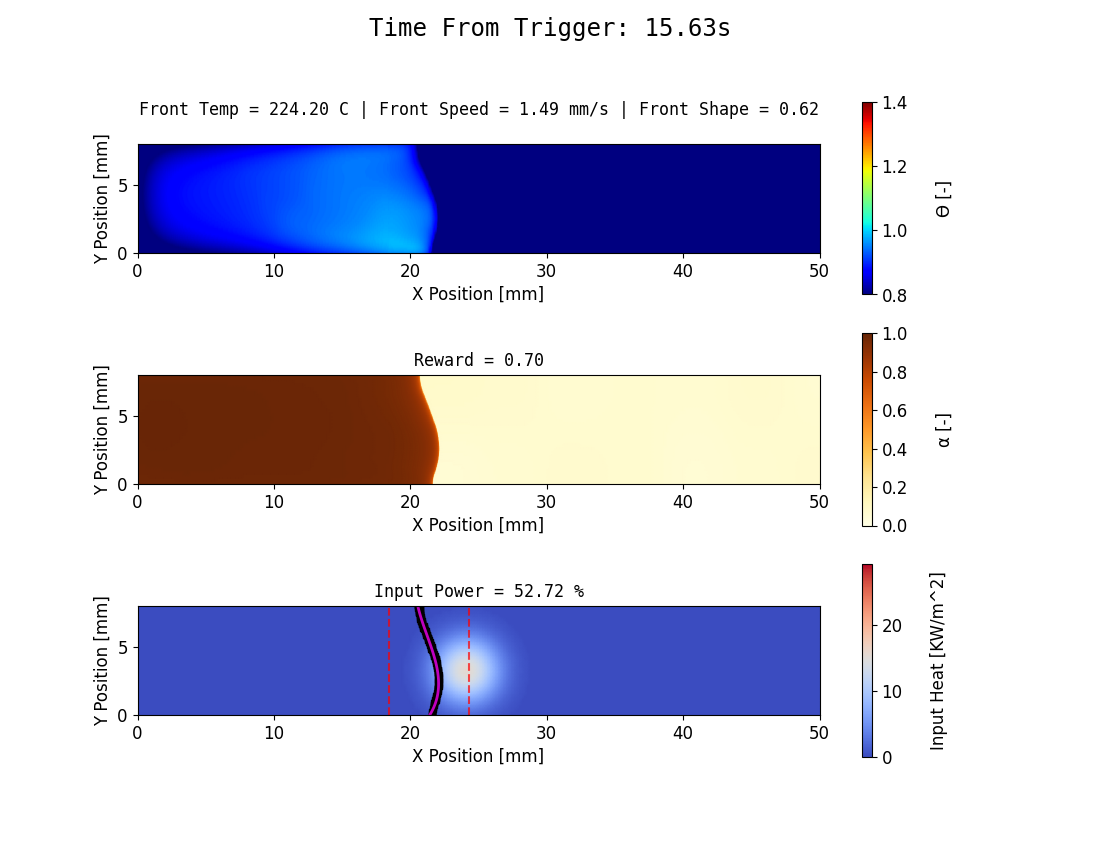 Time From Trigger: 15.63s
Front Temp = 224.20 C | Front Speed = 1.49 mm/s | Front Shape = 0.62
Y Position [mm]
5
0
0 10 20 30 40 50
X Position [mm]
1.4
1.2
1.0
0.8
Θ [-]
Reward = 0.70
Y Position [mm]
5
0
0 10 20 30 40 50
X Position [mm]
1.0
0.8
0.6
0.4
0.2
0.0
α [-]
Input Power = 52.72 %
Y Position [mm]
5
0
0 10 20 30 40 50
X Position [mm]
20
10
0
Input Heat [KW/m^2]